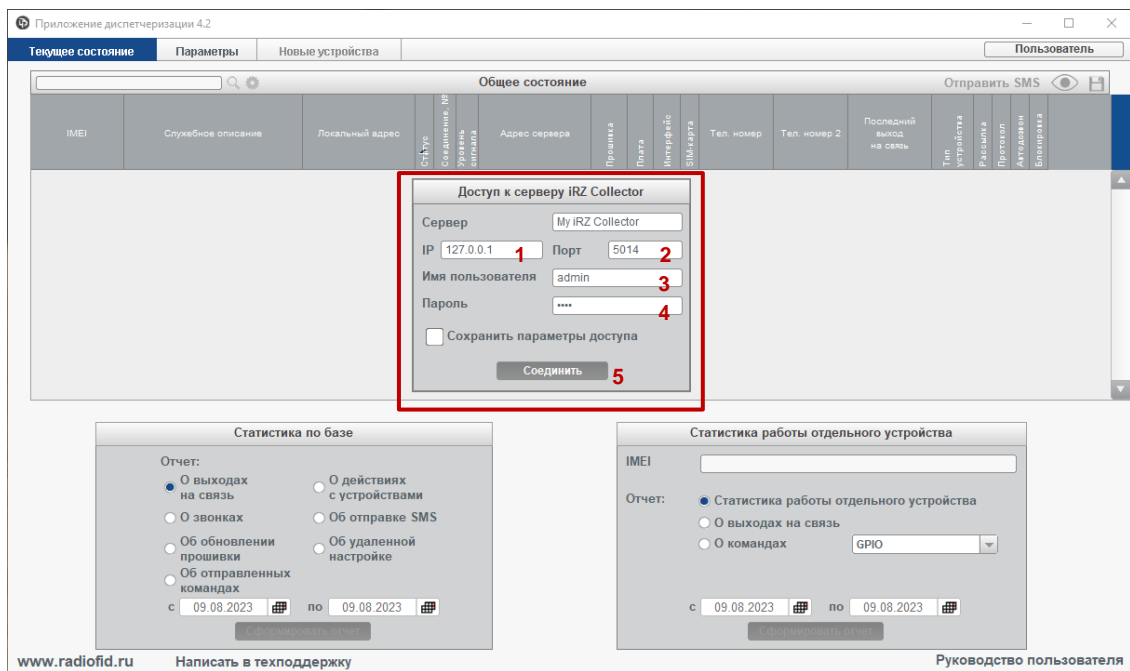 Приложение диспетчеризации 4.2
Текущее состояние
Параметры
Новые устройства
Пользователь
Общее состояние
Отправить SMS
IMEI
Служебное описание
Локальный адрес
Статус
Соединение, №
Уровень сигнала
Адрес сервера
Прошивка
Плата
Интерфейс
SIM-карта
Тел. номер
Тел. номер 2
Последний
выход
на связь
Тип устройства
Рассылка
Протокол
Автодозвон
Блокировка
Доступ к серверу iRZ Collector
Сервер My iRZ Collector
IP 127.0.0.1 1 Порт 5014 2
Имя пользователя admin 3
Пароль •••• 4
Сохранить параметры доступа
Соединить 5
Статистика по базе
Отчет:
О выходах
на связь
О действиях
с устройствами
О звонках
Об отправке SMS
Об обновлении
прошивки
Об удаленной
настройке
Об отправленных
командах
с 09.08.2023 по 09.08.2023
Сформировать отчет
Статистика работы отдельного устройства
IMEI
Отчет:
Статистика работы отдельного устройства
О выходах на связь
О командах GPIO
с 09.08.2023 по 09.08.2023
Сформировать отчет
www.radiofid.ru
Написать в техподдержку
Руководство пользователя